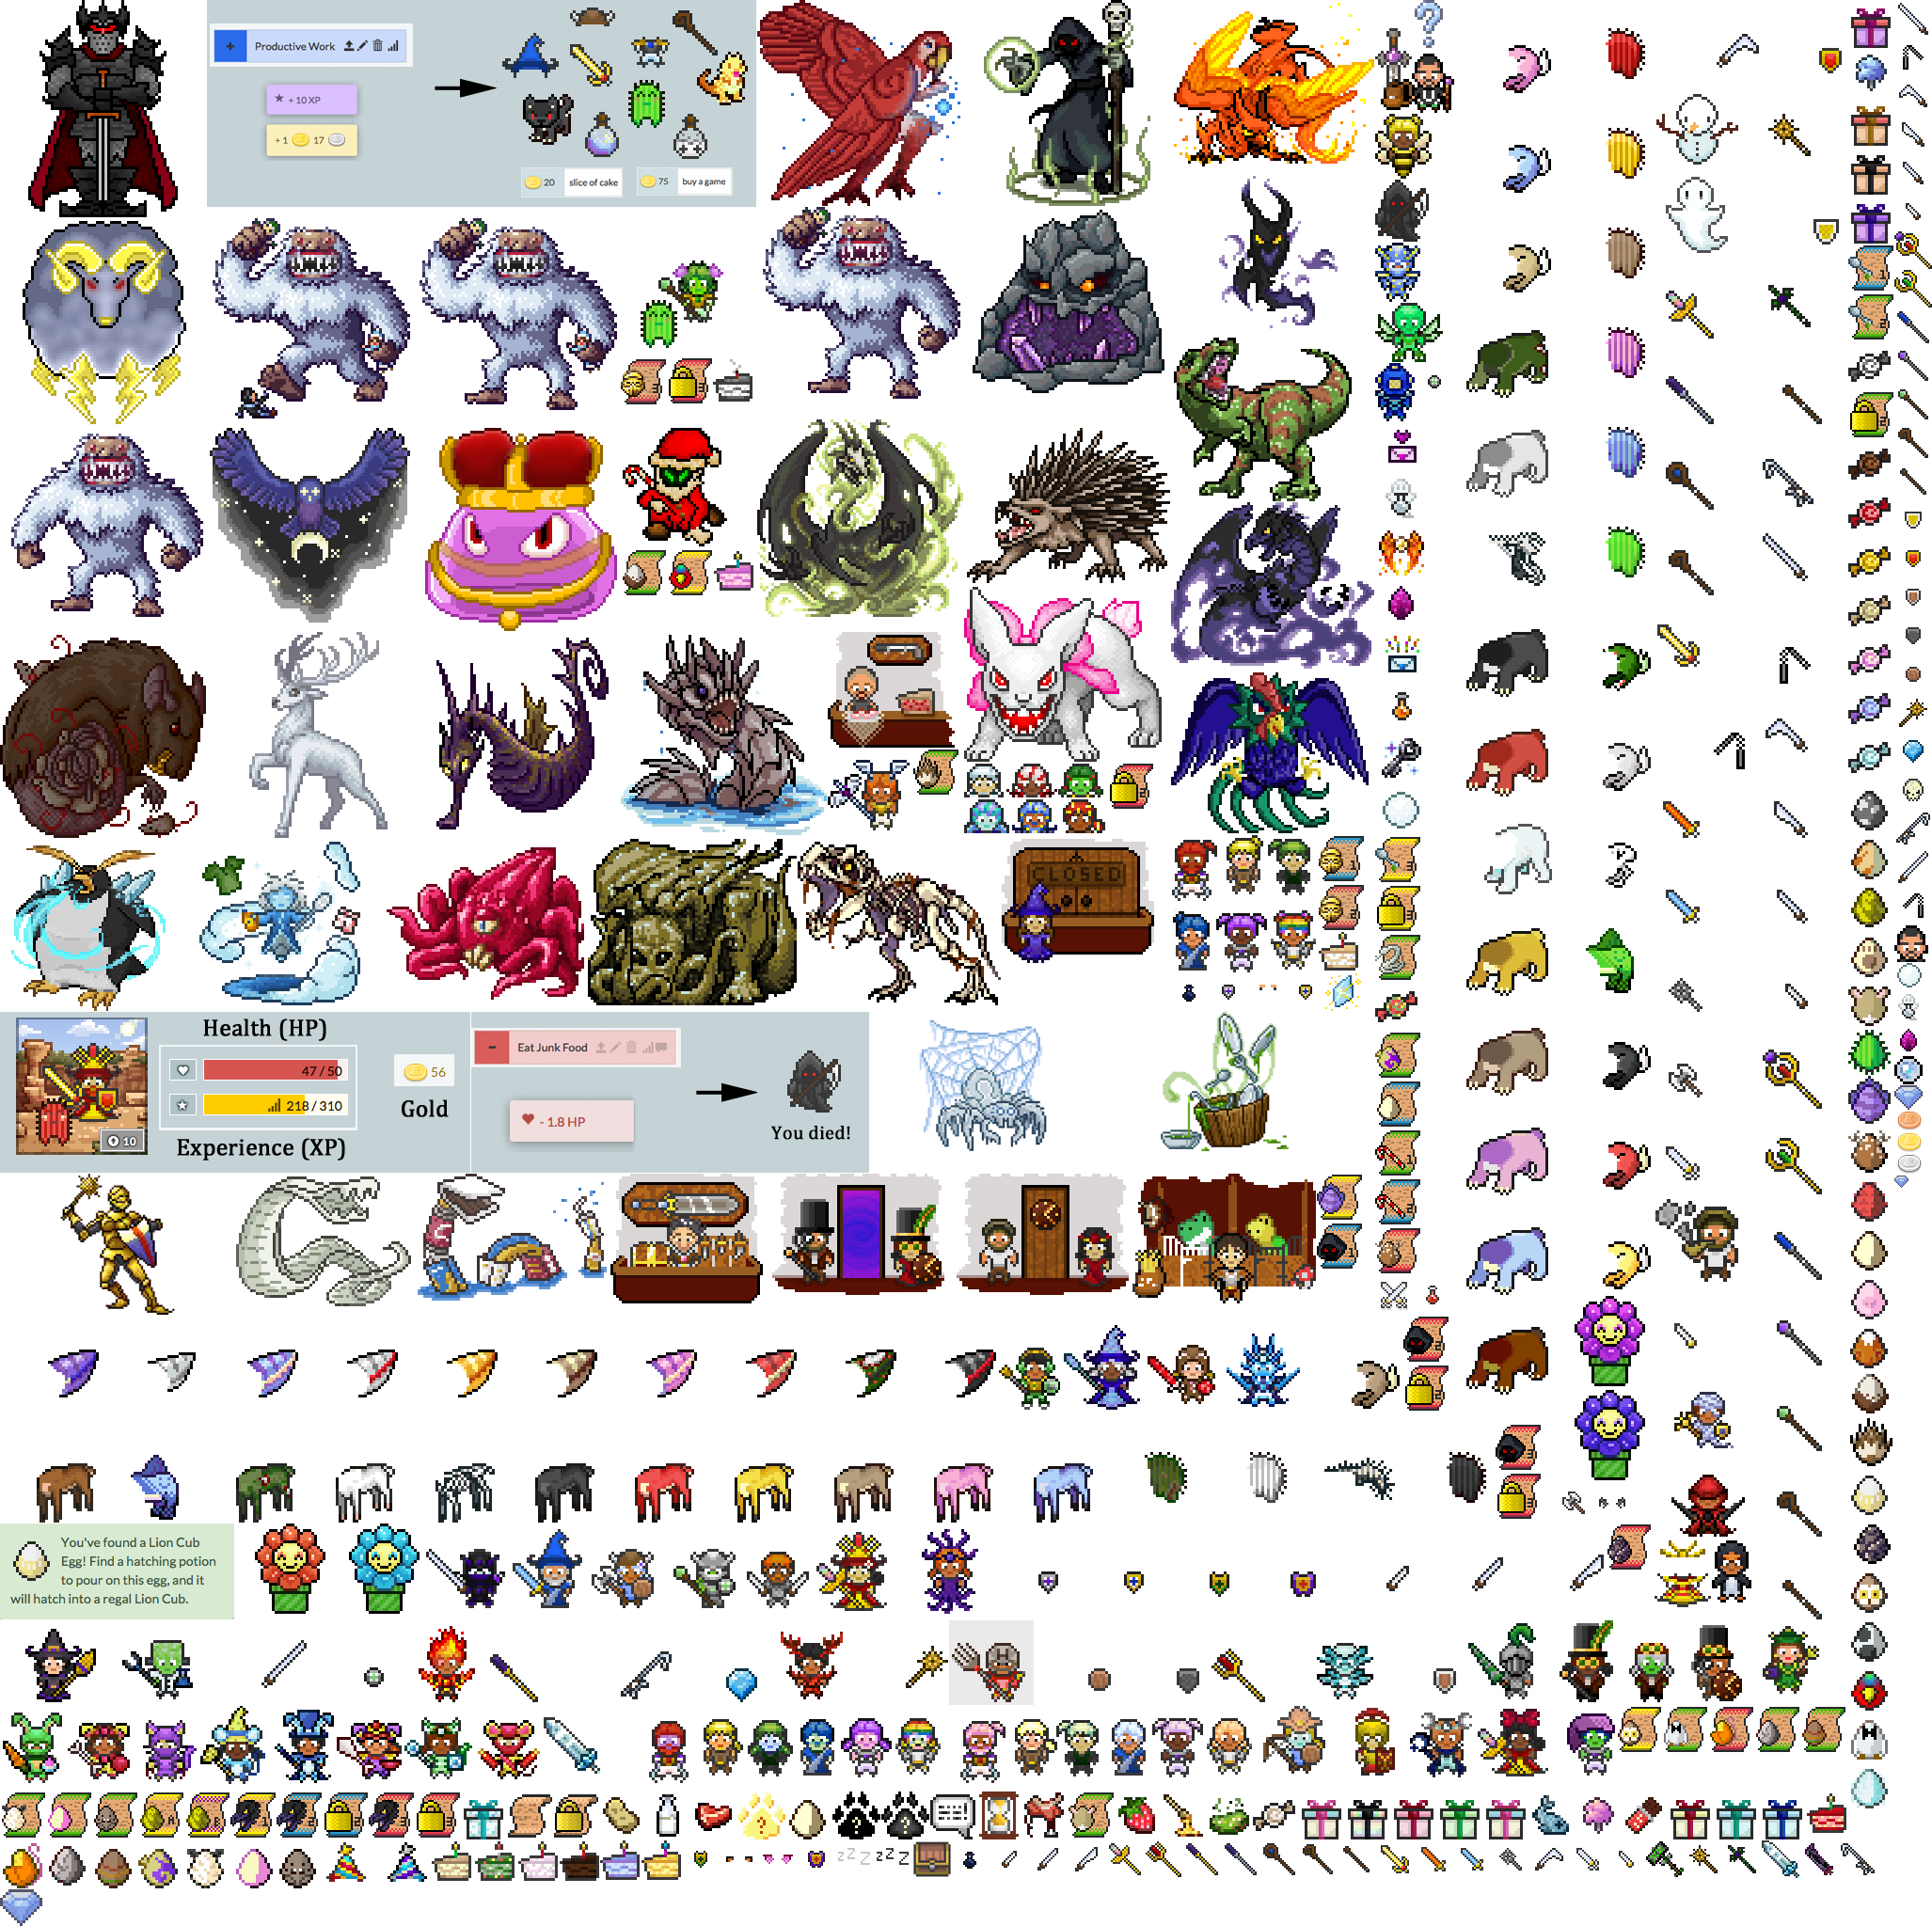 Productive Work
+ 10 XP
+ 1 17
20 slice of cake
75 buy a game
CLOSED
Health (HP)
47 / 50
218 / 310
10
Experience (XP)
56
Gold
Eat Junk Food
- 1.8 HP
You died!
You've found a Lion Cub
Egg! Find a hatching potion
to pour on this egg, and it
will hatch into a regal Lion Cub.